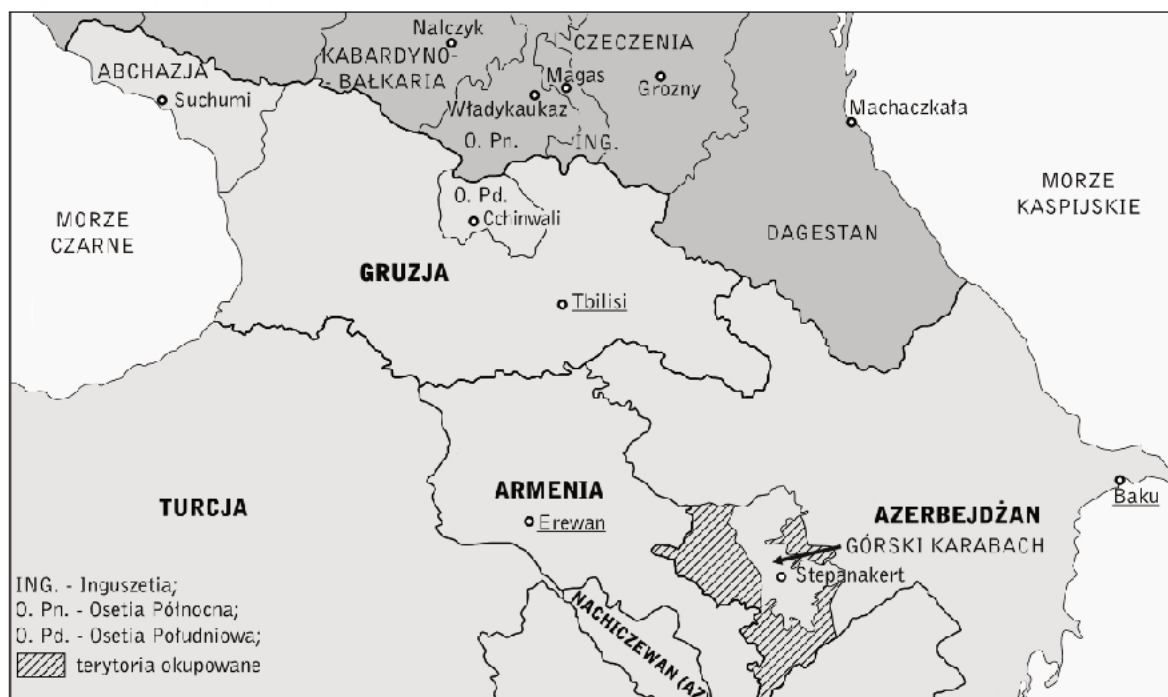 Nalczyk
CZECZENIA
KABARDYNO-
-BAŁKARIA
ABCHAZJA
Magas
Suchumi
Grozny
Władykaukaz
Machaczkała
O. Pn.
ING.
MORZE
KASPIJSKIE
O. Pd.
Cchinwali
MORZE
CZARNE
DAGESTAN
GRUZJA
Tbilisi
ARMENIA
TURCJA
Baku
AZERBEJDŻAN
Erewan
GÓRSKI KARABACH
Stepanakert
NACHICZEWAN (AZ
ING. - Inguszetia;
O. Pn. - Osetia Północna;
O. Pd. - Osetia Południowa;
terytoria okupowane